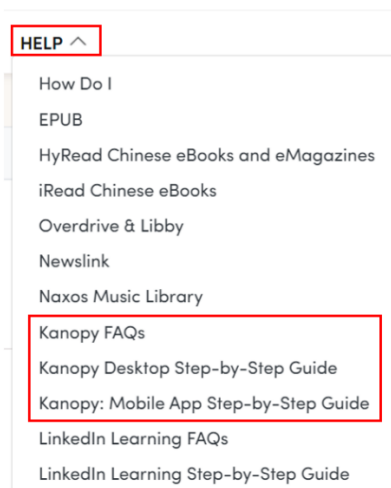 HELP
How Do I
EPUB
HyRead Chinese eBooks and eMagazines
iRead Chinese eBooks
Overdrive & Libby
Newslink
Naxos Music Library
Kanopy FAQs
Kanopy Desktop Step-by-Step Guide
Kanopy: Mobile App Step-by-Step Guide
LinkedIn Learning FAQs
LinkedIn Learning Step-by-Step Guide